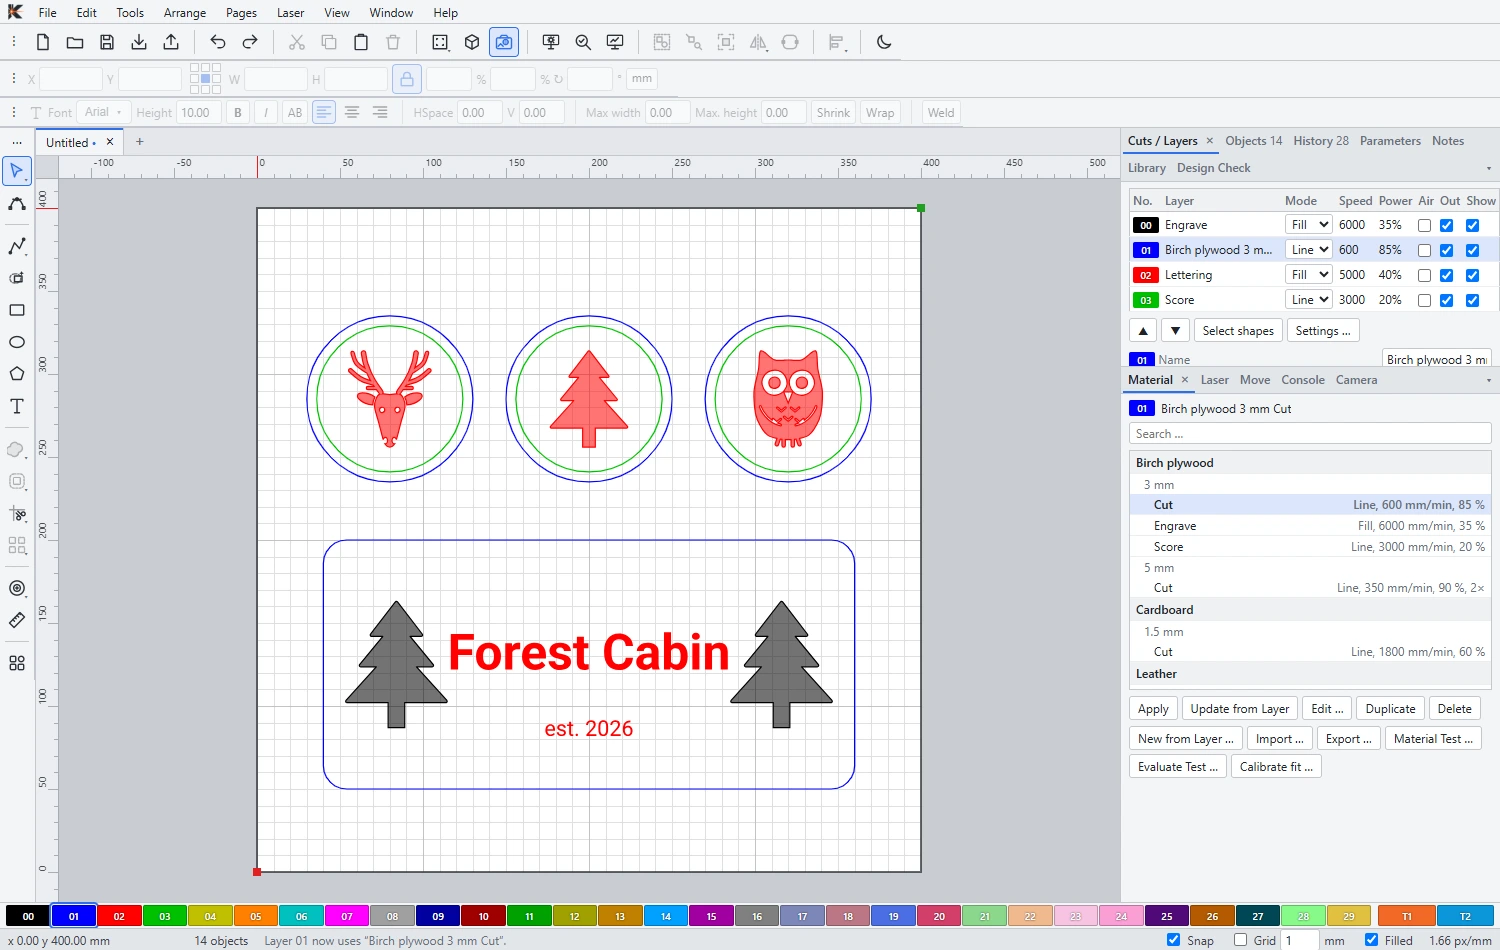 File Edit Tools Arrange Pages Laser View Window Help
X Y W H % % ° mm
Font Arial Height 10.00 B I AB HSpace 0.00 V 0.00 Max width 0.00 Max. height 0.00 Shrink Wrap Weld
Untitled • × +
-100 -50 0 50 100 150 200 250 300 350 400 450 500
400
350
300
250
200
150
100
50
0
Forest Cabin
est. 2026
Cuts / Layers × Objects 14 History 28 Parameters Notes
Library Design Check
No. Layer Mode Speed Power Air Out Show
00 Engrave Fill 6000 35%
01 Birch plywood 3 m... Line 600 85%
02 Lettering Fill 5000 40%
03 Score Line 3000 20%
▲ ▼ Select shapes Settings ...
01 Name Birch plywood 3 mi
Material × Laser Move Console Camera
01 Birch plywood 3 mm Cut
Search ...
Birch plywood
3 mm
Cut Line, 600 mm/min, 85 %
Engrave Fill, 6000 mm/min, 35 %
Score Line, 3000 mm/min, 20 %
5 mm
Cut Line, 350 mm/min, 90 %, 2×
Cardboard
1.5 mm
Cut Line, 1800 mm/min, 60 %
Leather
Apply Update from Layer Edit ... Duplicate Delete
New from Layer ... Import ... Export ... Material Test ...
Evaluate Test ... Calibrate fit ...
00 01 02 03 04 05 06 07 08 09 10 11 12 13 14 15 16 17 18 19 20 21 22 23 24 25 26 27 28 29 T1 T2
x 0.00 y 400.00 mm 14 objects Layer 01 now uses "Birch plywood 3 mm Cut". Snap Grid 1 mm Filled 1.66 px/mm